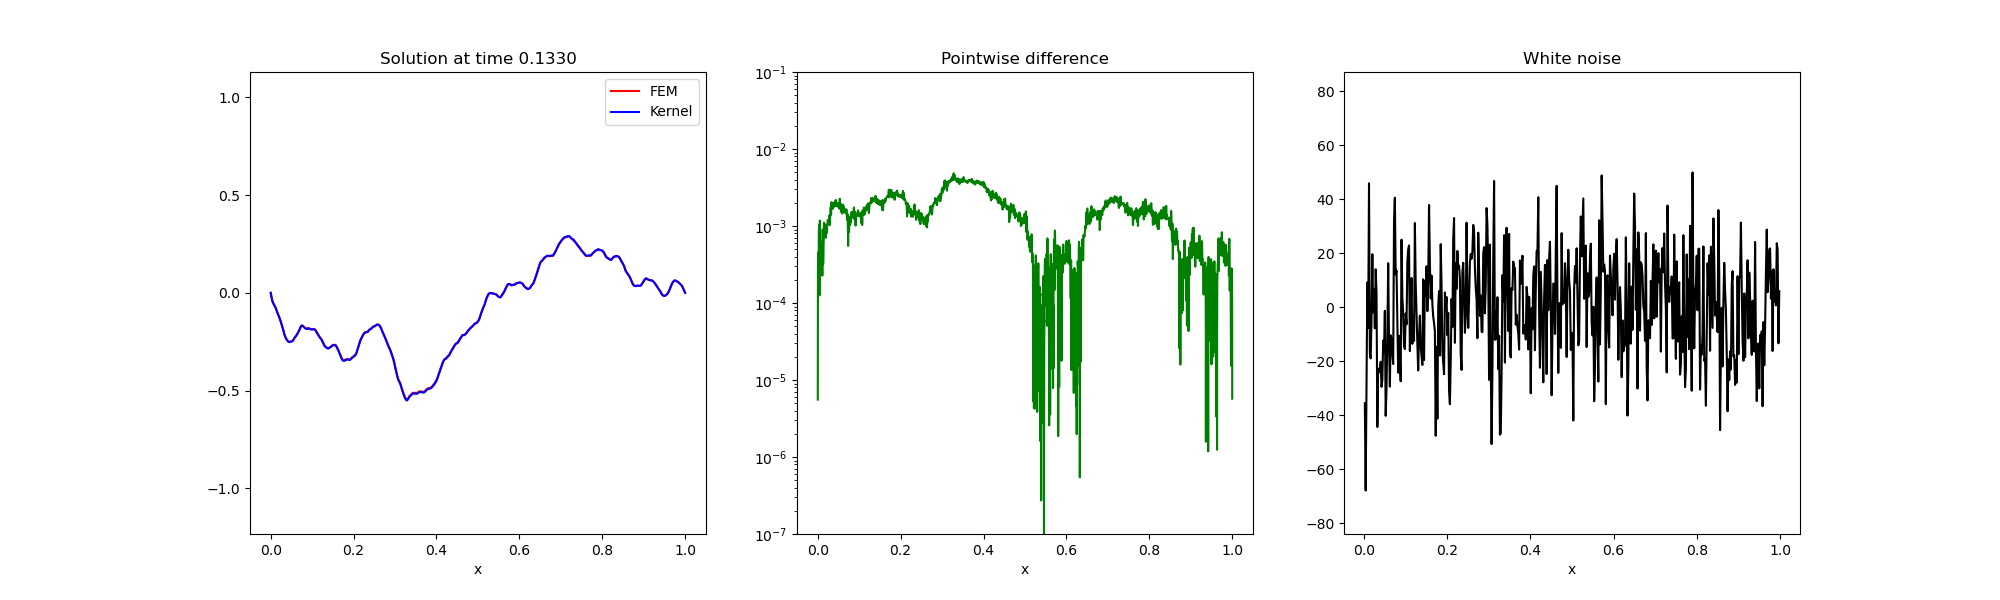 Solution at time 0.1330
1.0
0.5
0.0
−0.5
−1.0
FEM
Kernel
0.0 0.2 0.4 0.6 0.8 1.0
x
Pointwise difference
10⁻¹
10⁻²
10⁻³
10⁻⁴
10⁻⁵
10⁻⁶
10⁻⁷
0.0 0.2 0.4 0.6 0.8 1.0
x
White noise
80
60
40
20
0
−20
−40
−60
−80
0.0 0.2 0.4 0.6 0.8 1.0
x